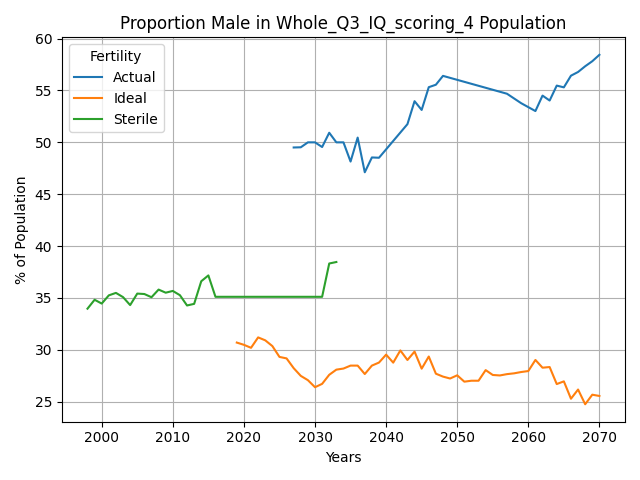 Proportion Male in Whole_Q3_IQ_scoring_4 Population
Fertility
Actual
Ideal
Sterile
% of Population
60
55
50
45
40
35
30
25
2000
2010
2020
2030
2040
2050
2060
2070
Years